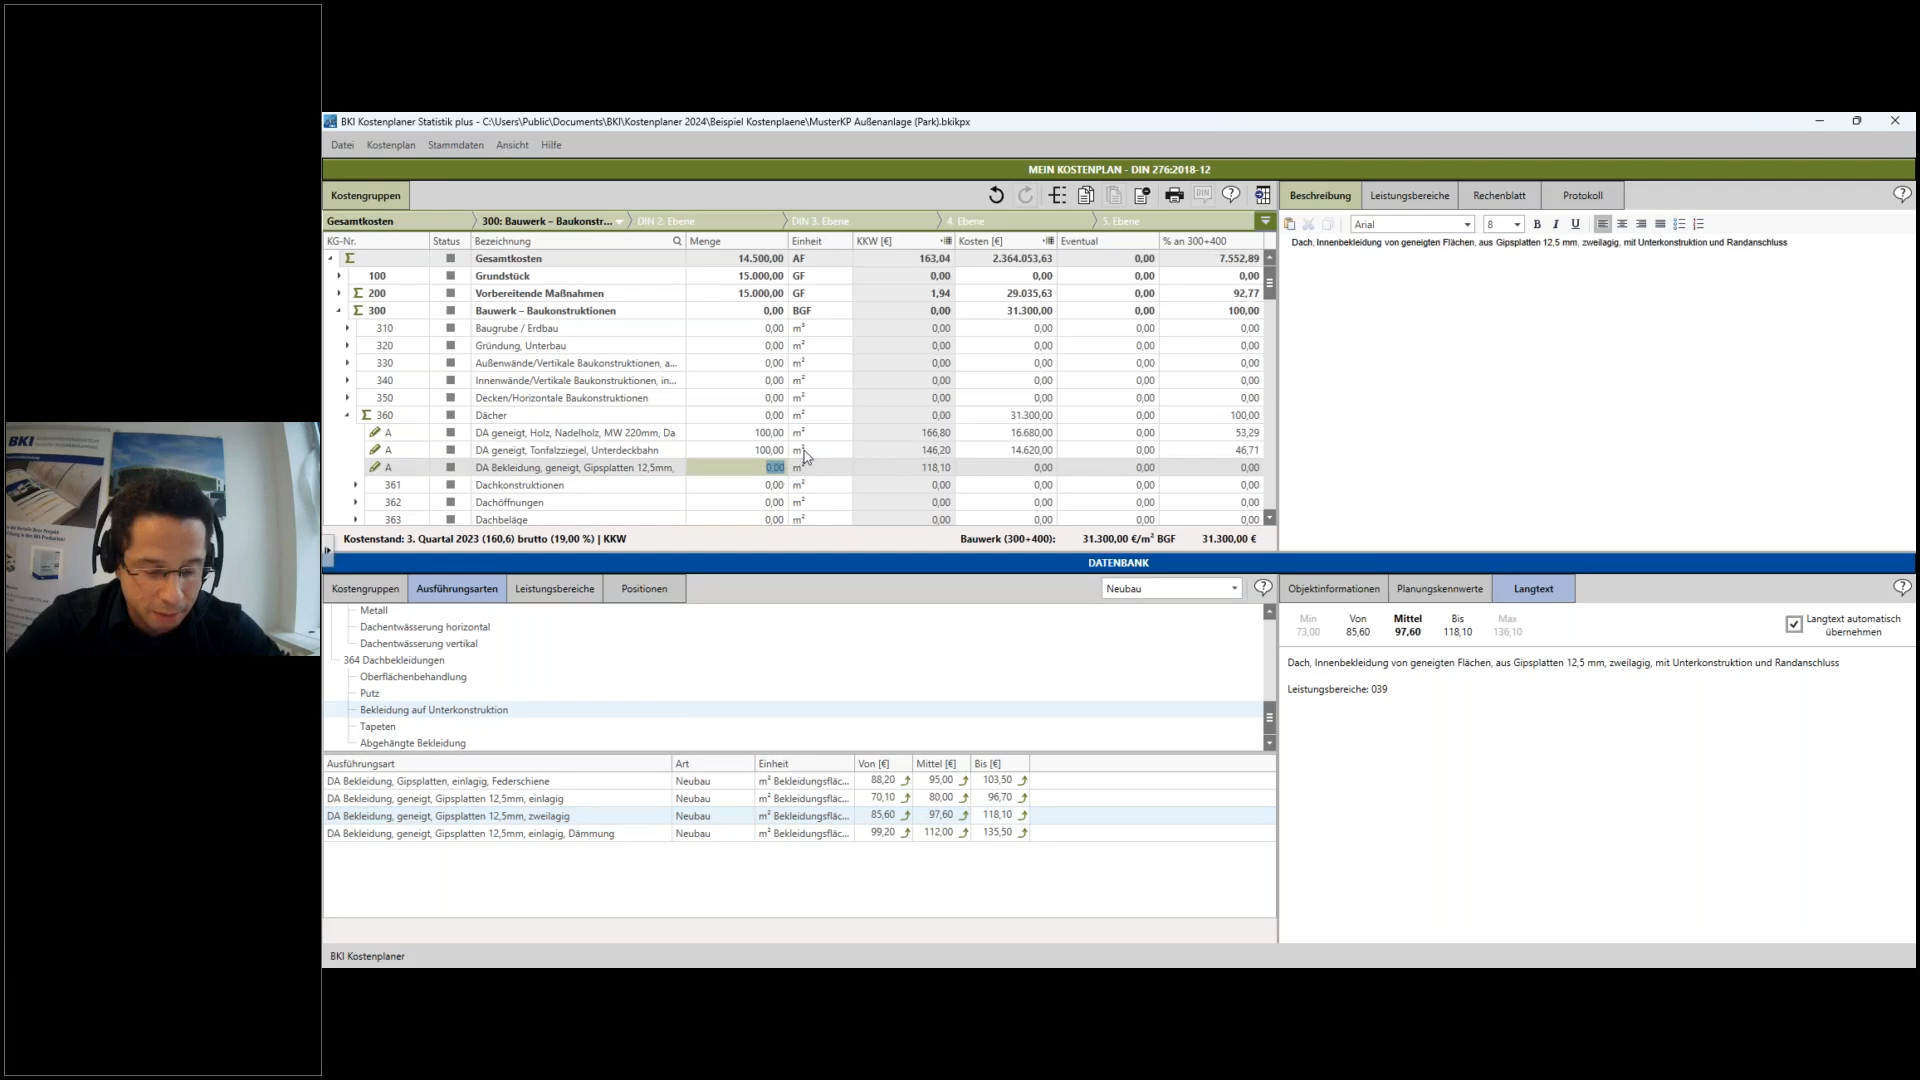 BKI
BKI Kostenplaner Statistik plus - C:\Users\Public\Documents\BKI\Kostenplaner 2024\Beispiel Kostenplaene\MusterKP Außenanlage (Park).bkikpx
Datei Kostenplan Stammdaten Ansicht Hilfe
MEIN KOSTENPLAN - DIN 276:2018-12
Kostengruppen
DIN
Beschreibung Leistungsbereiche Rechenblatt Protokoll
Gesamtkosten 300: Bauwerk – Baukonstr... DIN 2. Ebene DIN 3. Ebene 4. Ebene 5. Ebene
Arial 8 B I U
KG-Nr. Status Bezeichnung Menge Einheit KKW [€] Kosten [€] Eventual % an 300+400
Dach, Innenbekleidung von geneigten Flächen, aus Gipsplatten 12,5 mm, zweilagig, mit Unterkonstruktion und Randanschluss
Σ Gesamtkosten 14.500,00 AF 163,04 2.364.053,63 0,00 7.552,89
100 Grundstück 15.000,00 GF 0,00 0,00 0,00 0,00
Σ 200 Vorbereitende Maßnahmen 15.000,00 GF 1,94 29.035,63 0,00 92,77
Σ 300 Bauwerk – Baukonstruktionen 0,00 BGF 0,00 31.300,00 0,00 100,00
310 Baugrube / Erdbau 0,00 m³ 0,00 0,00 0,00 0,00
320 Gründung, Unterbau 0,00 m² 0,00 0,00 0,00 0,00
330 Außenwände/Vertikale Baukonstruktionen, a... 0,00 m² 0,00 0,00 0,00 0,00
340 Innenwände/Vertikale Baukonstruktionen, in... 0,00 m² 0,00 0,00 0,00 0,00
350 Decken/Horizontale Baukonstruktionen 0,00 m² 0,00 0,00 0,00 0,00
Σ 360 Dächer 0,00 m² 0,00 31.300,00 0,00 100,00
A DA geneigt, Holz, Nadelholz, MW 220mm, Da 100,00 m² 166,80 16.680,00 0,00 53,29
A DA geneigt, Tonfalzziegel, Unterdeckbahn 100,00 m² 146,20 14.620,00 0,00 46,71
A DA Bekleidung, geneigt, Gipsplatten 12,5mm, 0,00 m² 118,10 0,00 0,00 0,00
361 Dachkonstruktionen 0,00 m² 0,00 0,00 0,00 0,00
362 Dachöffnungen 0,00 m² 0,00 0,00 0,00 0,00
363 Dachbeläge 0,00 m² 0,00 0,00 0,00 0,00
Kostenstand: 3. Quartal 2023 (160,6) brutto (19,00 %) | KKW Bauwerk (300+400): 31.300,00 €/m² BGF 31.300,00 €
DATENBANK
Kostengruppen Ausführungsarten Leistungsbereiche Positionen Neubau
Objektinformationen Planungskennwerte Langtext
Metall
Dachentwässerung horizontal
Dachentwässerung vertikal
364 Dachbekleidungen
Oberflächenbehandlung
Putz
Bekleidung auf Unterkonstruktion
Tapeten
Abgehängte Bekleidung
Min Von Mittel Bis Max
73,00 85,60 97,60 118,10 136,10
Langtext automatisch
übernehmen
Dach, Innenbekleidung von geneigten Flächen, aus Gipsplatten 12,5 mm, zweilagig, mit Unterkonstruktion und Randanschluss
Leistungsbereiche: 039
Ausführungsart Art Einheit Von [€] Mittel [€] Bis [€]
DA Bekleidung, Gipsplatten, einlagig, Federschiene Neubau m² Bekleidungsfläc... 88,20 95,00 103,50
DA Bekleidung, geneigt, Gipsplatten 12,5mm, einlagig Neubau m² Bekleidungsfläc... 70,10 80,00 96,70
DA Bekleidung, geneigt, Gipsplatten 12,5mm, zweilagig Neubau m² Bekleidungsfläc... 85,60 97,60 118,10
DA Bekleidung, geneigt, Gipsplatten 12,5mm, einlagig, Dämmung Neubau m² Bekleidungsfläc... 99,20 112,00 135,50
BKI Kostenplaner